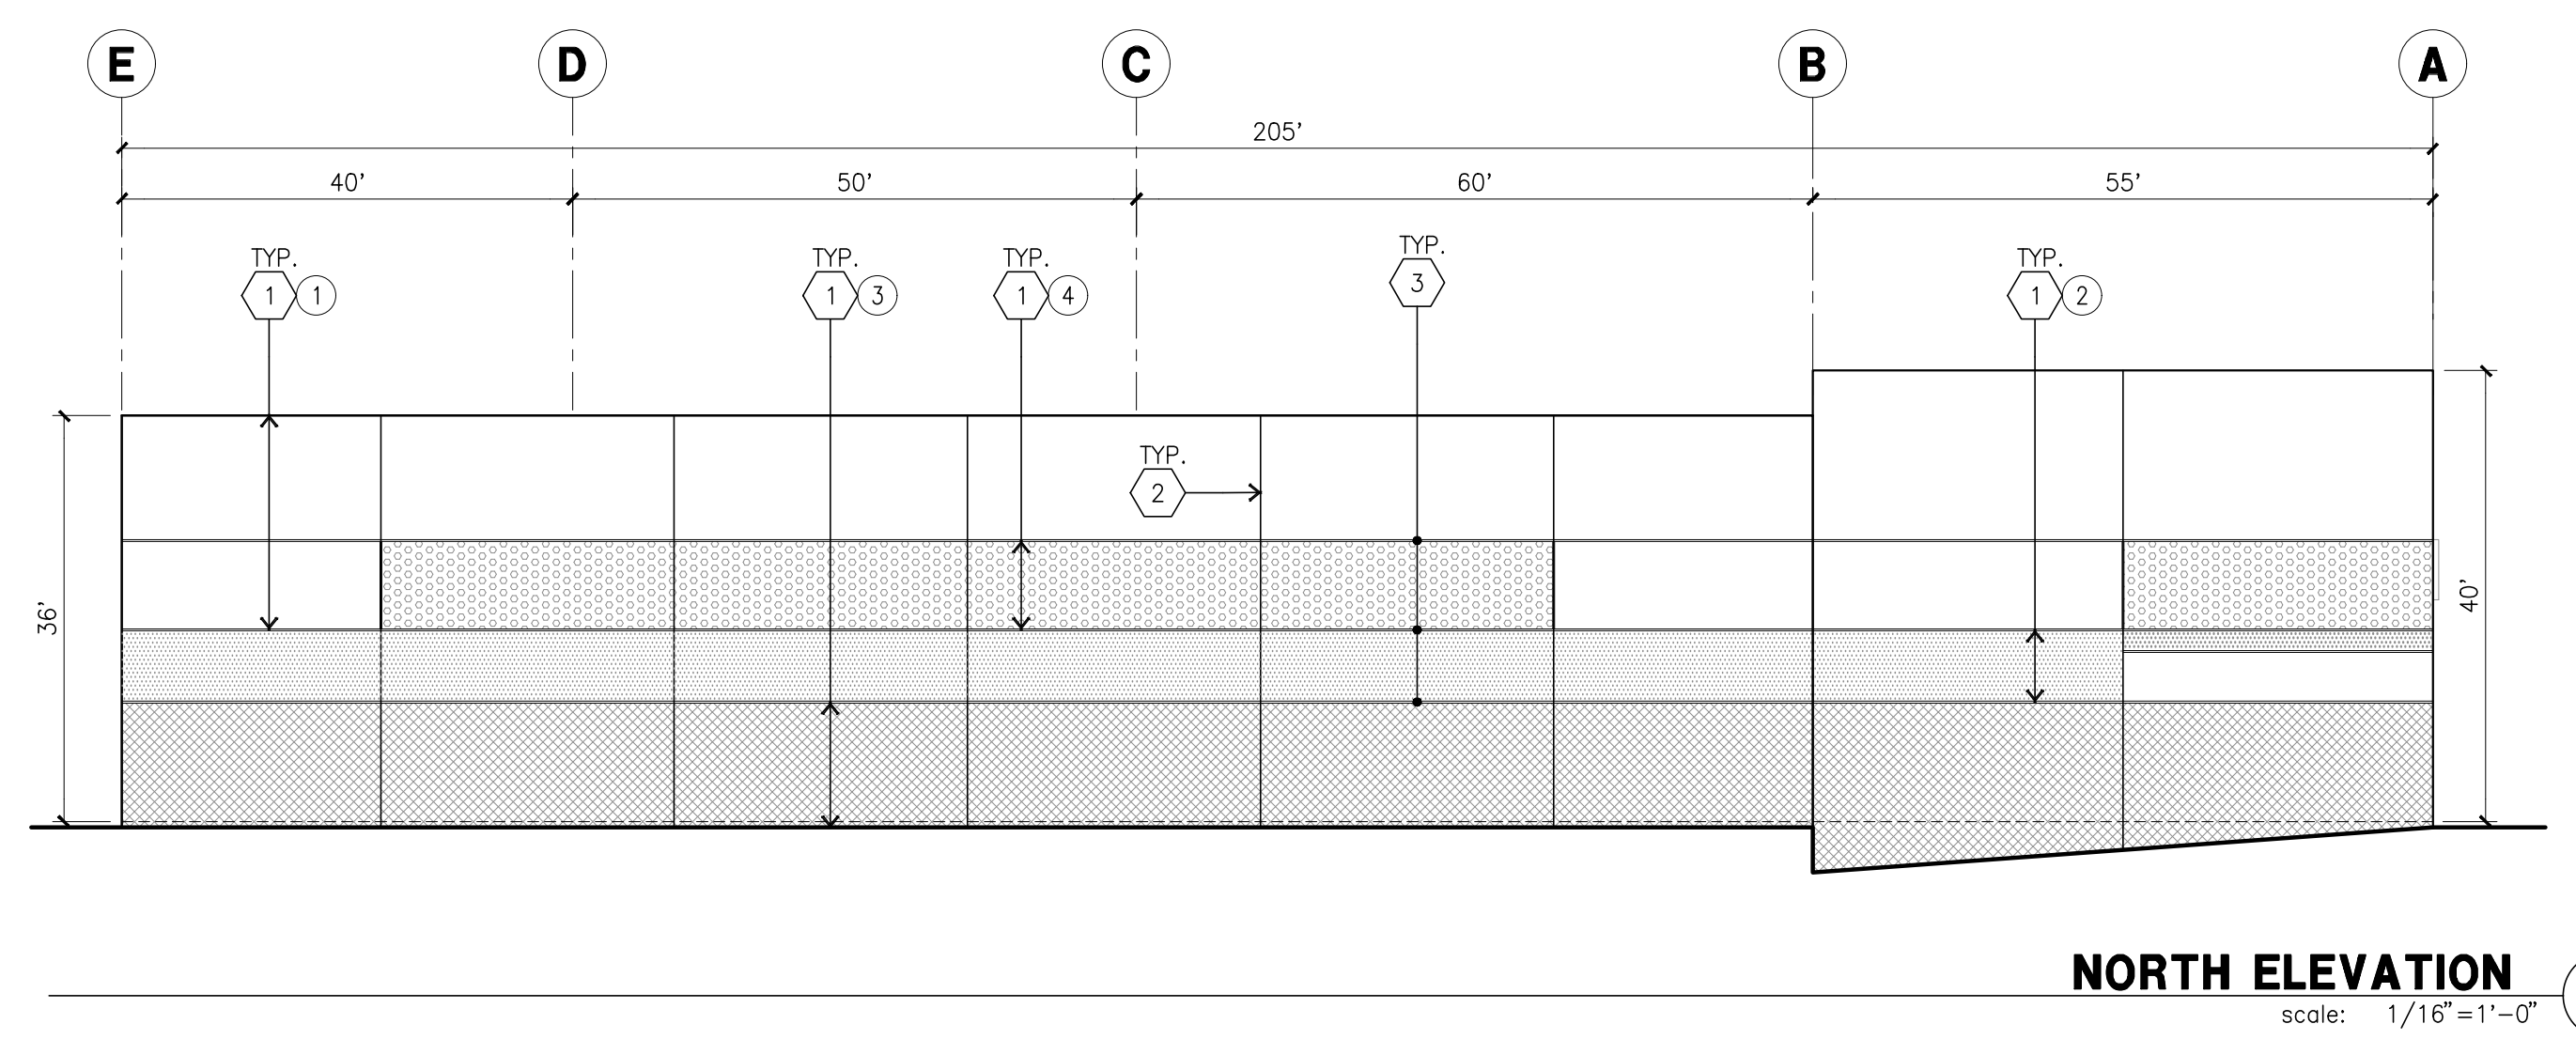 E D C B A
205'
40' 50' 60' 55'
TYP. TYP. TYP. TYP. TYP.
1 1 1 3 1 4 3 1 2
TYP.
2
36' 40'
NORTH ELEVATION
scale: 1/16"=1'-0"